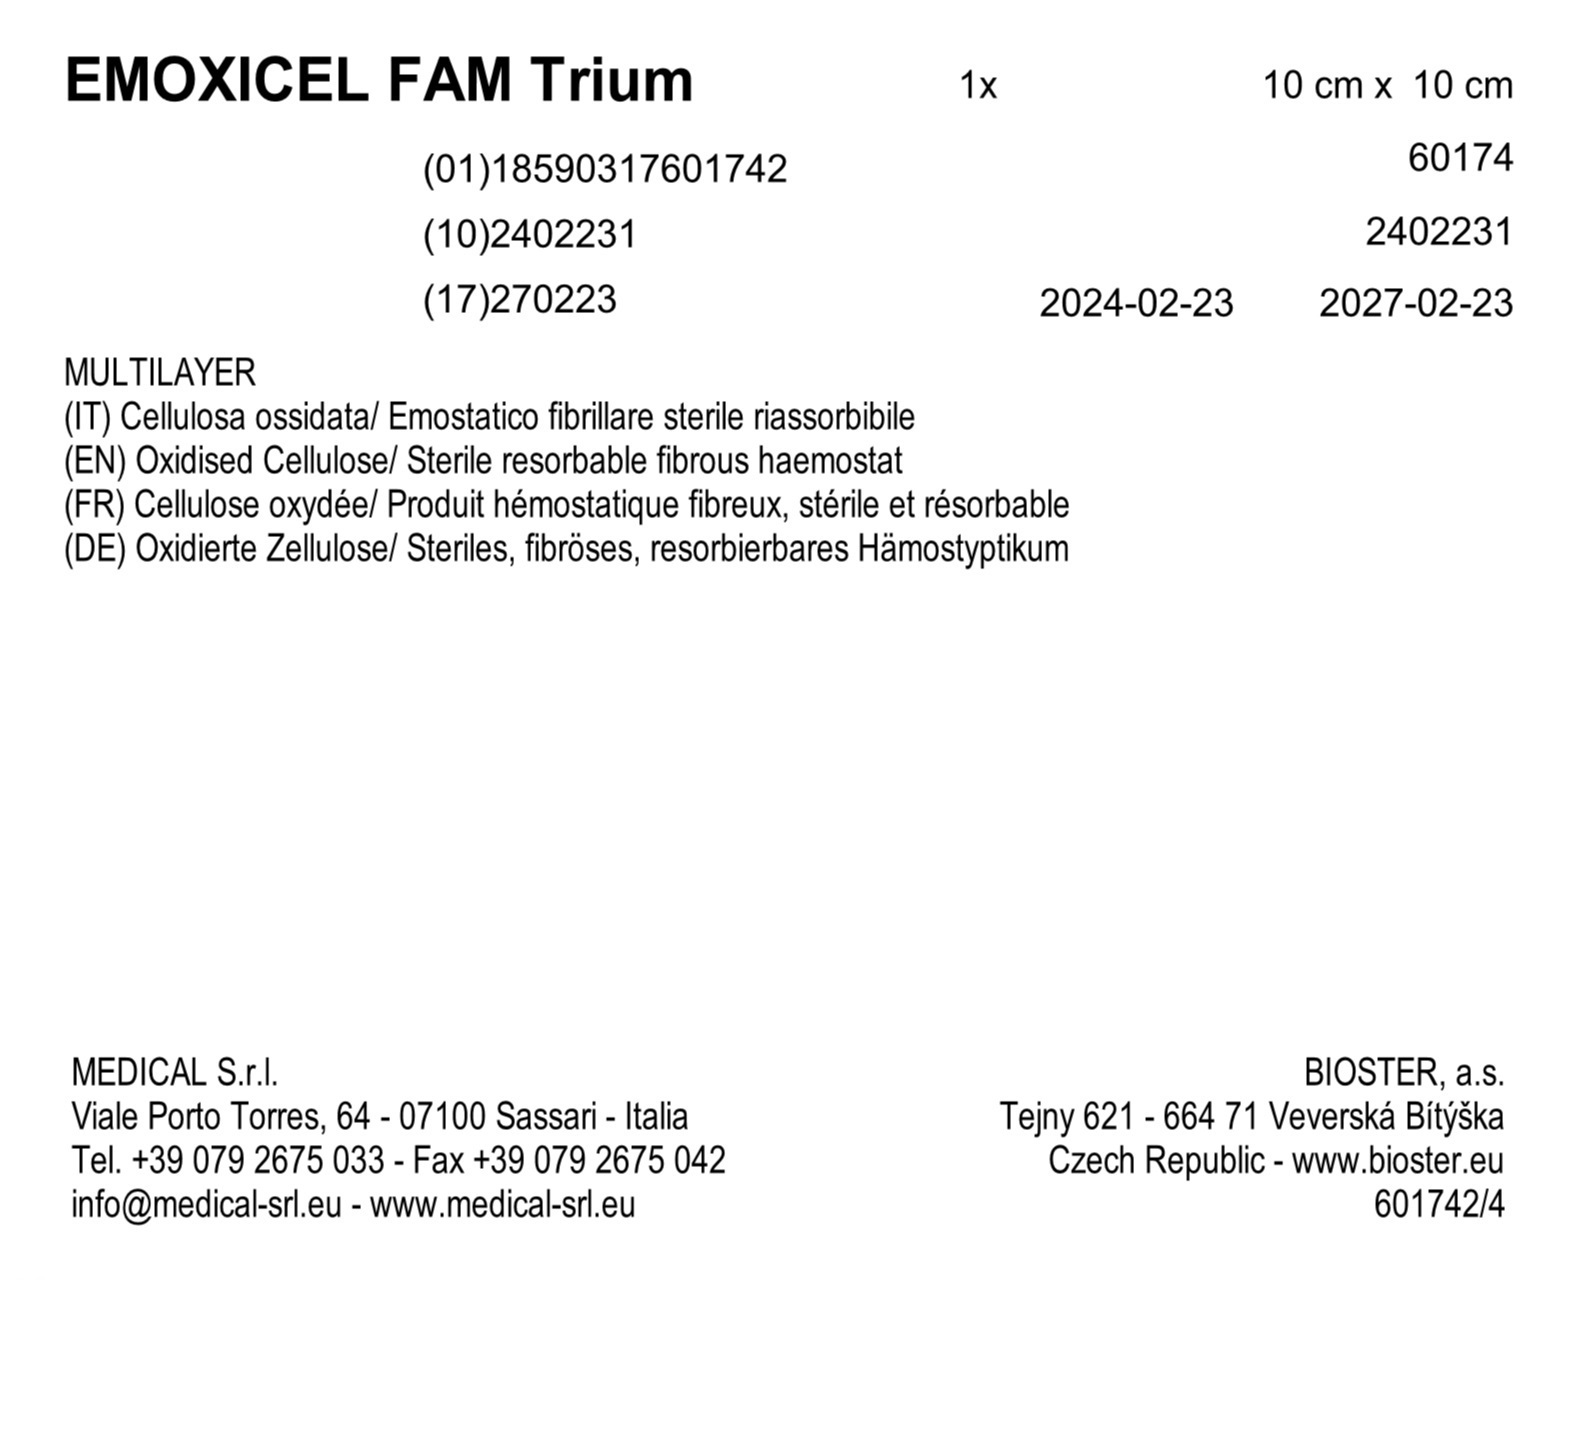 EMOXICEL FAM Trium 1x 10 cm x 10 cm
(01)18590317601742 60174
(10)2402231 2402231
(17)270223 2024-02-23 2027-02-23
MULTILAYER
(IT) Cellulosa ossidata/ Emostatico fibrillare sterile riassorbibile
(EN) Oxidised Cellulose/ Sterile resorbable fibrous haemostat
(FR) Cellulose oxydée/ Produit hémostatique fibreux, stérile et résorbable
(DE) Oxidierte Zellulose/ Steriles, fibröses, resorbierbares Hämostyptikum
MEDICAL S.r.l.
Viale Porto Torres, 64 - 07100 Sassari - Italia
Tel. +39 079 2675 033 - Fax +39 079 2675 042
info@medical-srl.eu - www.medical-srl.eu
BIOSTER, a.s.
Tejny 621 - 664 71 Veverská Bítýška
Czech Republic - www.bioster.eu
601742/4